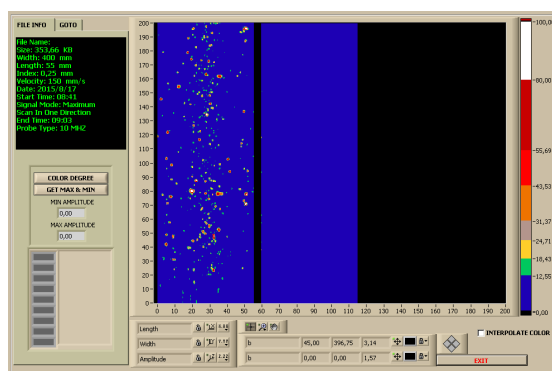 FILE INFO GOTO
File Name:
Size: 353,66 KB
Width: 400 mm
Length: 55 mm
Index: 0,25 mm
Velocity: 150 mm/s
Date: 2015/8/17
Start Time: 08:41
Signal Mode: Maximum
Scan In One Direction
End Time: 09:03
Probe Type: 10 MHZ
COLOR DEGREE
GET MAX & MIN
MIN AMPLITUDE
0,00
MAX AMPLITUDE
0,00
200
190
180
170
160
150
140
130
120
110
100
90
80
70
60
50
40
30
20
10
0
0 10 20 30 40 50 60 70 80 90 100 110 120 130 140 150 160 170 180 190 200
100,0
80,00
55,69
43,53
31,37
24,71
18,43
12,55
0,00
Length
Width
Amplitude
b 45,00 396,75 3,14
b 0,00 0,00 1,57
INTERPOLATE COLOR
EXIT